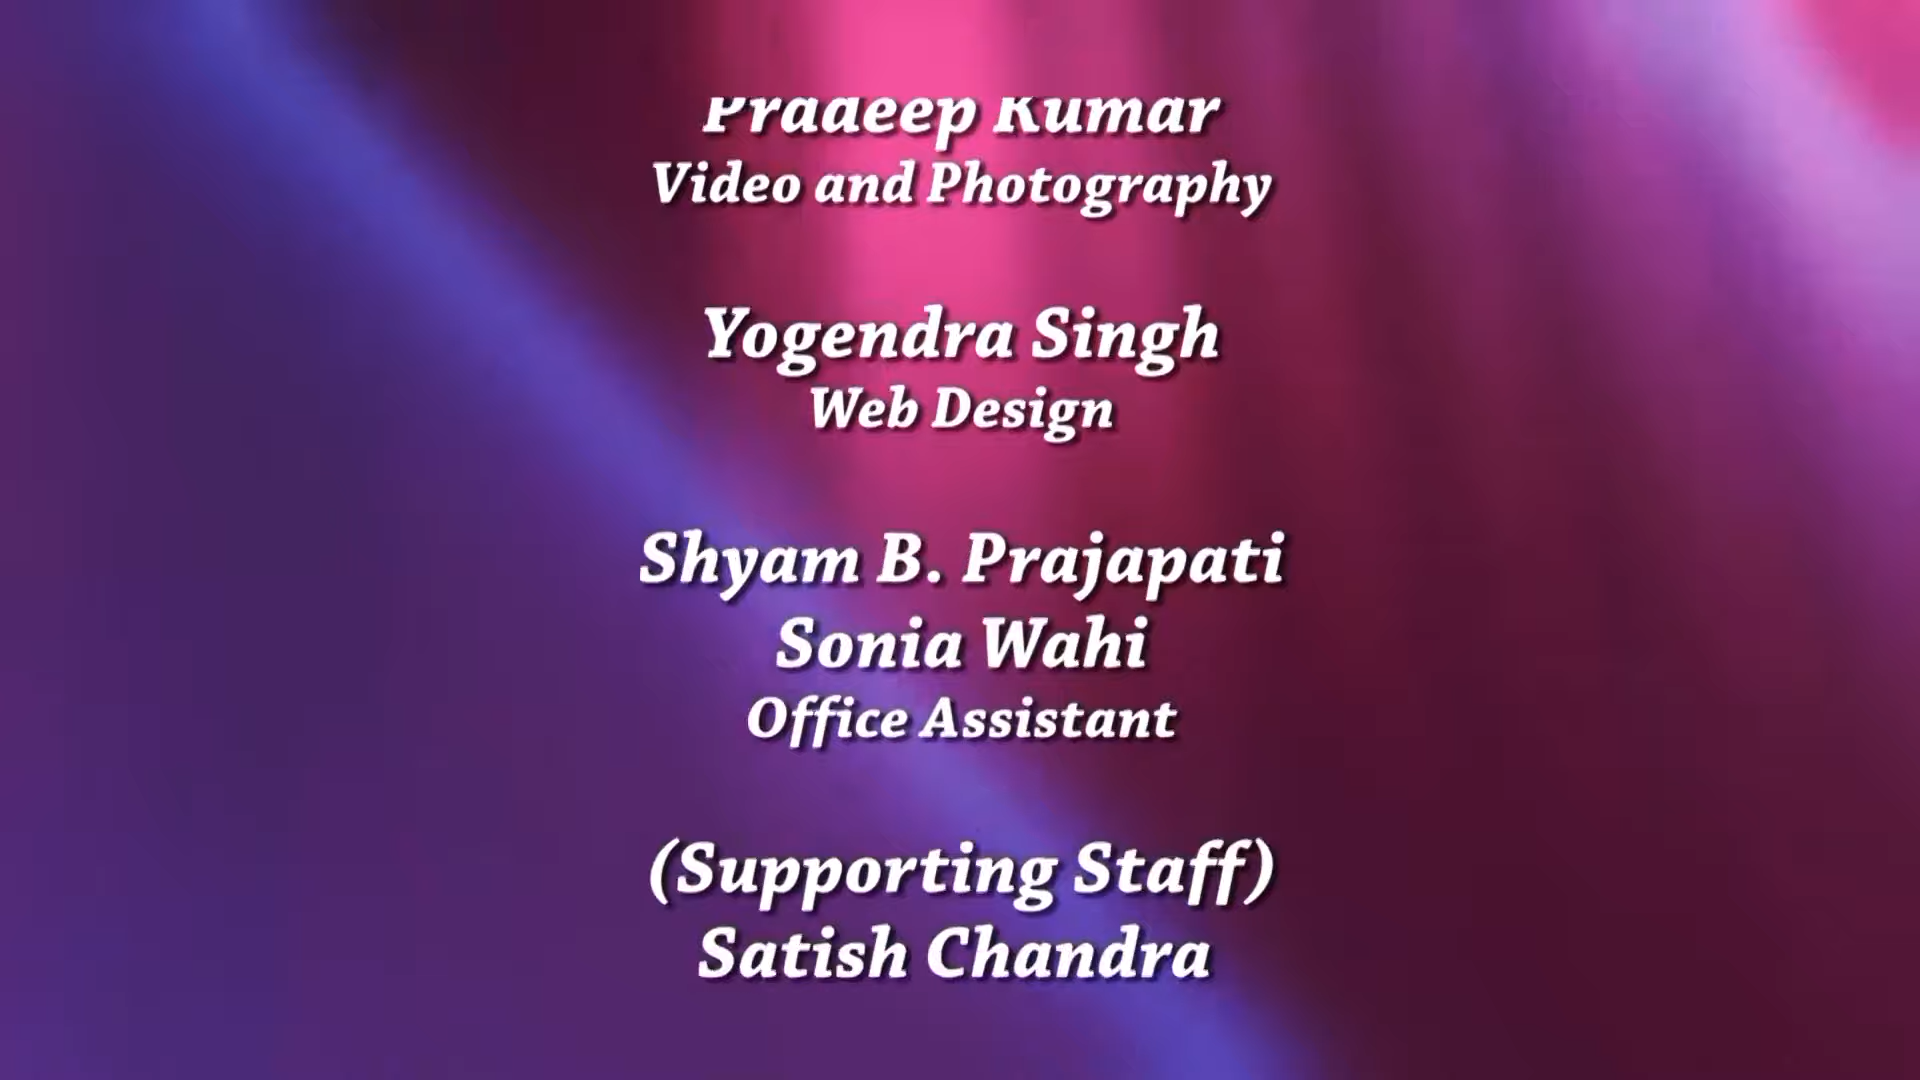 Pradeep Kumar
Video and Photography
Yogendra Singh
Web Design
Shyam B. Prajapati
Sonia Wahi
Office Assistant
(Supporting Staff)
Satish Chandra